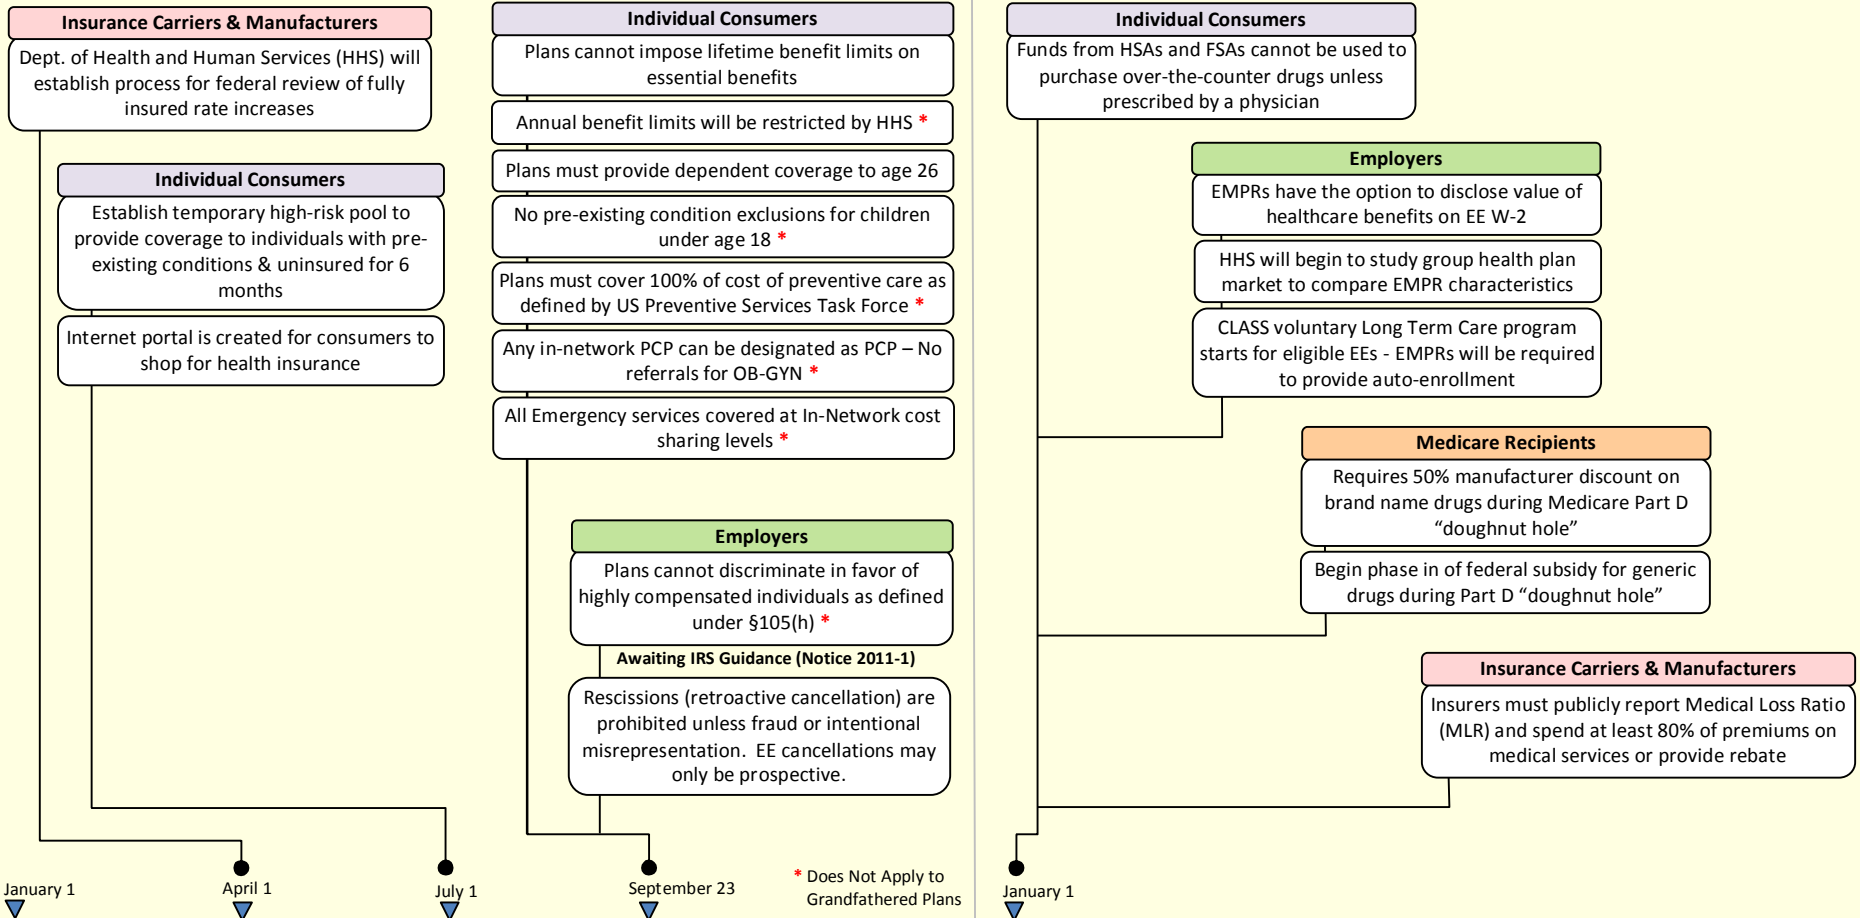 Insurance Carriers & Manufacturers
Dept. of Health and Human Services (HHS) will
establish process for federal review of fully
insured rate increases
Individual Consumers
Establish temporary high-risk pool to
provide coverage to individuals with pre-
existing conditions & uninsured for 6
months
Internet portal is created for consumers to
shop for health insurance
Individual Consumers
Plans cannot impose lifetime benefit limits on
essential benefits
Annual benefit limits will be restricted by HHS *
Plans must provide dependent coverage to age 26
No pre-existing condition exclusions for children
under age 18 *
Plans must cover 100% of cost of preventive care as
defined by US Preventive Services Task Force *
Any in-network PCP can be designated as PCP – No
referrals for OB-GYN *
All Emergency services covered at In-Network cost
sharing levels *
Employers
Plans cannot discriminate in favor of
highly compensated individuals as defined
under §105(h) *
Awaiting IRS Guidance (Notice 2011-1)
Rescissions (retroactive cancellation) are
prohibited unless fraud or intentional
misrepresentation.  EE cancellations may
only be prospective.
Individual Consumers
Funds from HSAs and FSAs cannot be used to
purchase over-the-counter drugs unless
prescribed by a physician
Employers
EMPRs have the option to disclose value of
healthcare benefits on EE W-2
HHS will begin to study group health plan
market to compare EMPR characteristics
CLASS voluntary Long Term Care program
starts for eligible EEs - EMPRs will be required
to provide auto-enrollment
Medicare Recipients
Requires 50% manufacturer discount on
brand name drugs during Medicare Part D
“doughnut hole”
Begin phase in of federal subsidy for generic
drugs during Part D “doughnut hole”
Insurance Carriers & Manufacturers
Insurers must publicly report Medical Loss Ratio
(MLR) and spend at least 80% of premiums on
medical services or provide rebate
January 1
April 1
July 1
September 23
* Does Not Apply to
Grandfathered Plans
January 1